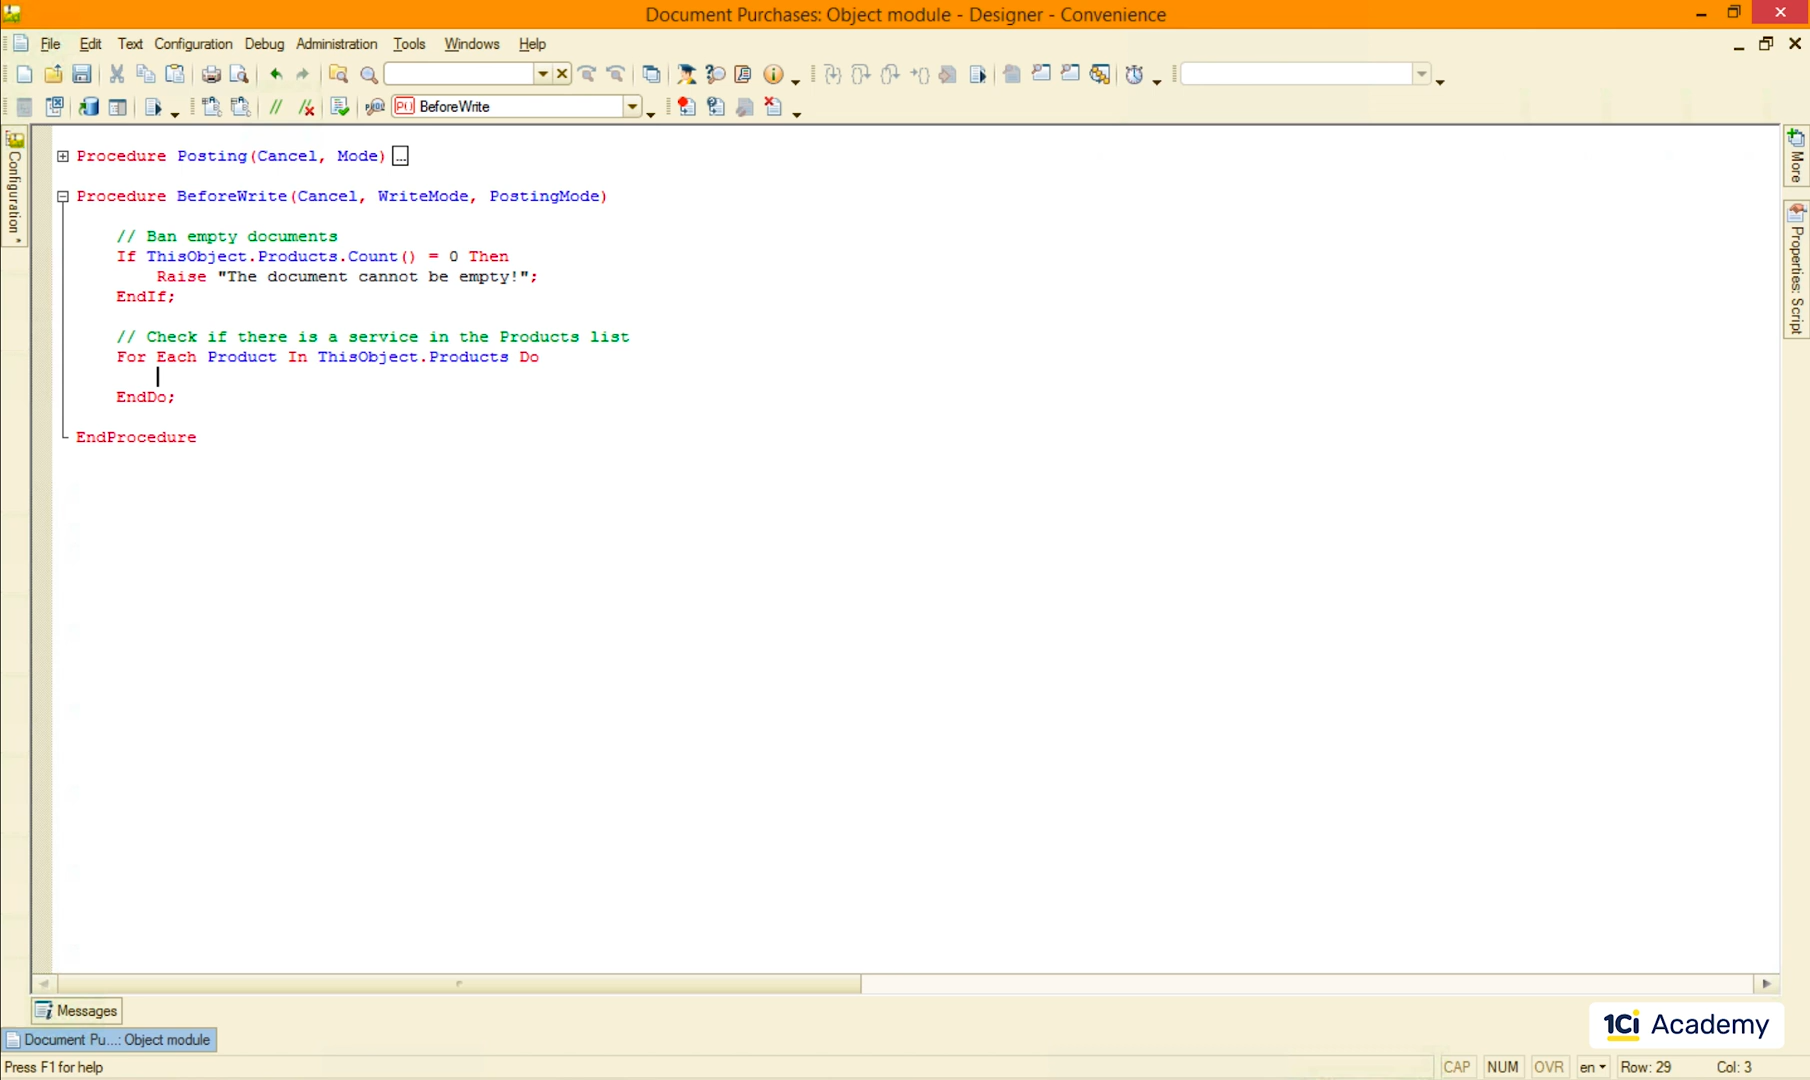 Document Purchases: Object module - Designer - Convenience
File Edit Text Configuration Debug Administration Tools Windows Help
BeforeWrite
Configuration
Procedure Posting(Cancel, Mode) ...
Procedure BeforeWrite(Cancel, WriteMode, PostingMode)
// Ban empty documents
If ThisObject.Products.Count() = 0 Then
Raise "The document cannot be empty!";
EndIf;
// Check if there is a service in the Products list
For Each Product In ThisObject.Products Do
EndDo;
EndProcedure
More
Properties: Script
Messages
1Ci Academy
Document Pu...: Object module
Press F1 for help
CAP NUM OVR en Row: 29 Col: 3